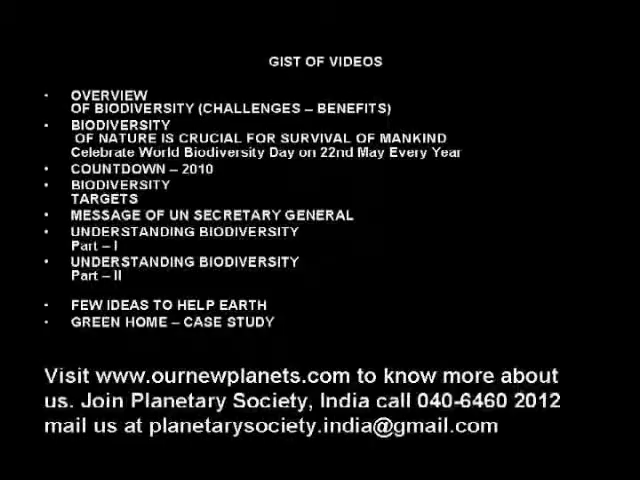 GIST OF VIDEOS
• OVERVIEW
OF BIODIVERSITY (CHALLENGES – BENEFITS)
• BIODIVERSITY
OF NATURE IS CRUCIAL FOR SURVIVAL OF MANKIND
Celebrate World Biodiversity Day on 22nd May Every Year
• COUNTDOWN – 2010
• BIODIVERSITY
TARGETS
• MESSAGE OF UN SECRETARY GENERAL
• UNDERSTANDING BIODIVERSITY
Part – I
• UNDERSTANDING BIODIVERSITY
Part – II
• FEW IDEAS TO HELP EARTH
• GREEN HOME – CASE STUDY
Visit www.ournewplanets.com to know more about
us. Join Planetary Society, India call 040-6460 2012
mail us at planetarysociety.india@gmail.com